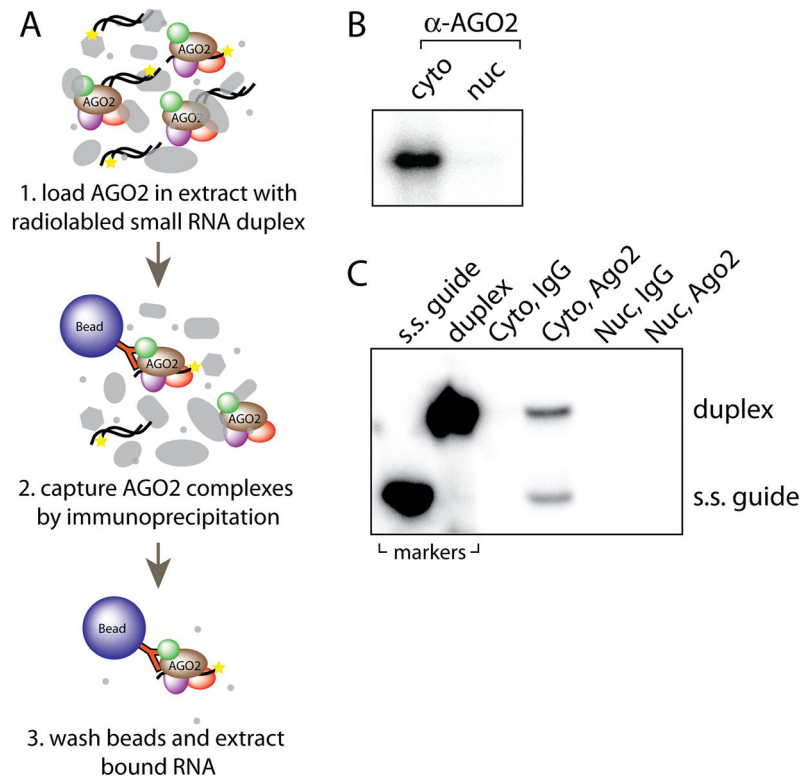 A
AGO2
AGO2
AGO2
1. load AGO2 in extract with
radiolabled small RNA duplex
Bead
AGO2
AGO2
2. capture AGO2 complexes
by immunoprecipitation
Bead
AGO2
3. wash beads and extract
bound RNA
B
α-AGO2
cyto
nuc
C
s.s. guide
duplex
Cyto, IgG
Cyto, Ago2
Nuc, IgG
Nuc, Ago2
duplex
s.s. guide
markers